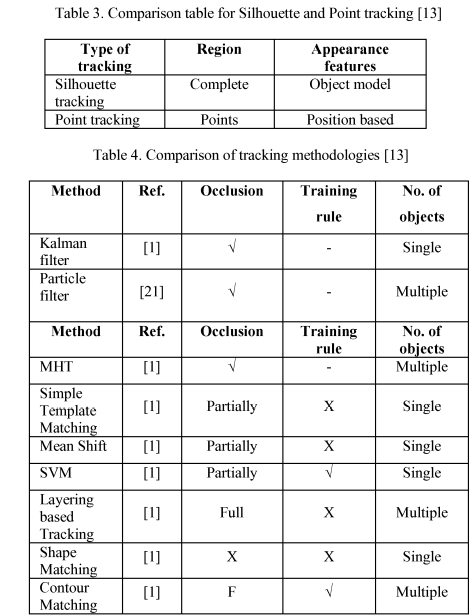 Table 3. Comparison table for Silhouette and Point tracking [13]
Type of tracking Region Appearance features
Silhouette tracking Complete Object model
Point tracking Points Position based
Table 4. Comparison of tracking methodologies [13]
Method Ref. Occlusion Training rule No. of objects
Kalman filter [1] √ - Single
Particle filter [21] √ - Multiple
Method Ref. Occlusion Training rule No. of objects
MHT [1] √ - Multiple
Simple Template Matching [1] Partially X Single
Mean Shift [1] Partially X Single
SVM [1] Partially √ Single
Layering based Tracking [1] Full X Multiple
Shape Matching [1] X X Single
Contour Matching [1] F √ Multiple